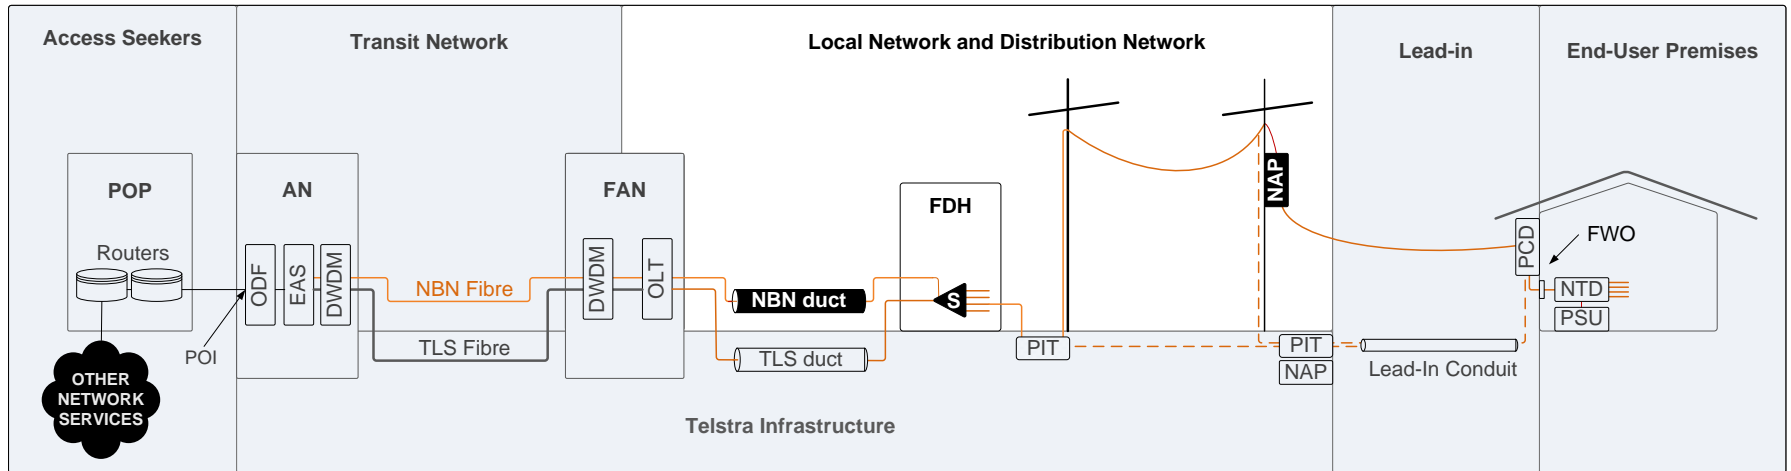 Access Seekers
Transit Network
Local Network and Distribution Network
Lead-in
End-User Premises
POP
Routers
POI
OTHER
NETWORK
SERVICES
AN
ODF
EAS
DWDM
NBN Fibre
TLS Fibre
FAN
DWDM
OLT
NBN duct
TLS duct
FDH
S
PIT
NAP
PIT
NAP
Lead-In Conduit
PCD
FWO
NTD
PSU
Telstra Infrastructure